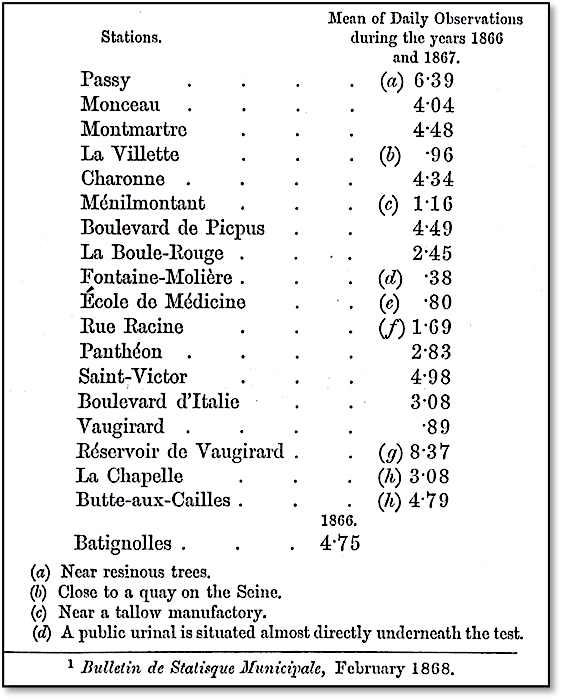 Mean of Daily Observations
Stations. during the years 1866
and 1867.
Passy . . . . (a) 6·39
Monceau . . . . 4·04
Montmartre . . . 4·48
La Villette . . . (b) ·96
Charonne . . . . 4·34
Ménilmontant . . . (c) 1·16
Boulevard de Picpus . . 4·49
La Boule-Rouge . . . 2·45
Fontaine-Molière . . . (d) ·38
École de Médicine . . (e) ·80
Rue Racine . . . (f) 1·69
Panthéon . . . . 2·83
Saint-Victor . . . 4·98
Boulevard d'Italie . . 3·08
Vaugirard . . . . ·89
Réservoir de Vaugirard . . (g) 8·37
La Chapelle . . . (h) 3·08
Butte-aux-Cailles . . . (h) 4·79
1866.
Batignolles . . . 4·75
(a) Near resinous trees.
(b) Close to a quay on the Seine.
(c) Near a tallow manufactory.
(d) A public urinal is situated almost directly underneath the test.
1 Bulletin de Statisque Municipale, February 1868.